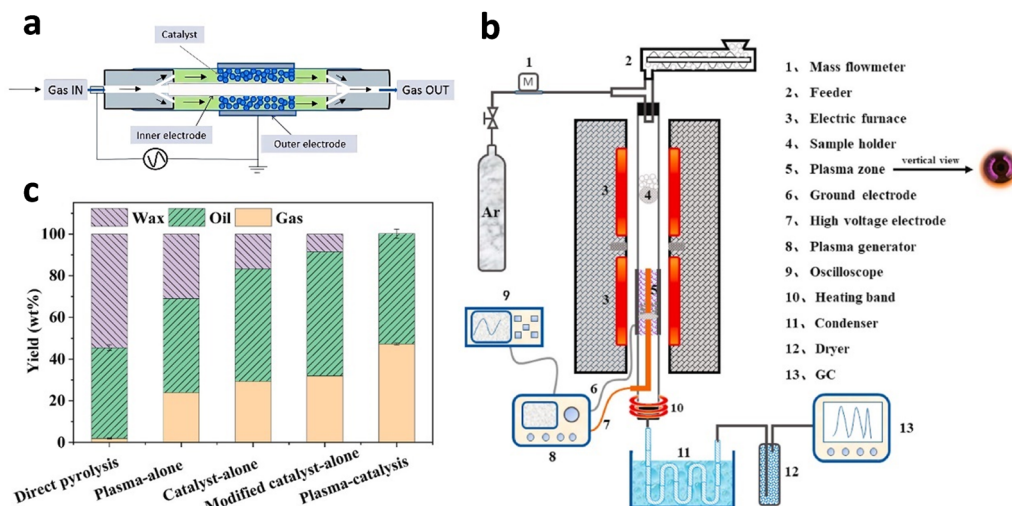 a
Catalyst
Gas IN
Gas OUT
Inner electrode
Outer electrode
b
1
M
2
Ar
3
4
5
3
9
6
7
8
10
11
12
13
1、 Mass flowmeter
2、 Feeder
3、 Electric furnace
4、 Sample holder
5、 Plasma zone
vertical view
6、 Ground electrode
7、 High voltage electrode
8、 Plasma generator
9、 Oscilloscope
10、 Heating band
11、 Condenser
12、 Dryer
13、 GC
c
Wax Oil Gas
Yield (wt%)
100
80
60
40
20
0
Direct pyrolysis
Plasma-alone
Catalyst-alone
Modified catalyst-alone
Plasma-catalysis